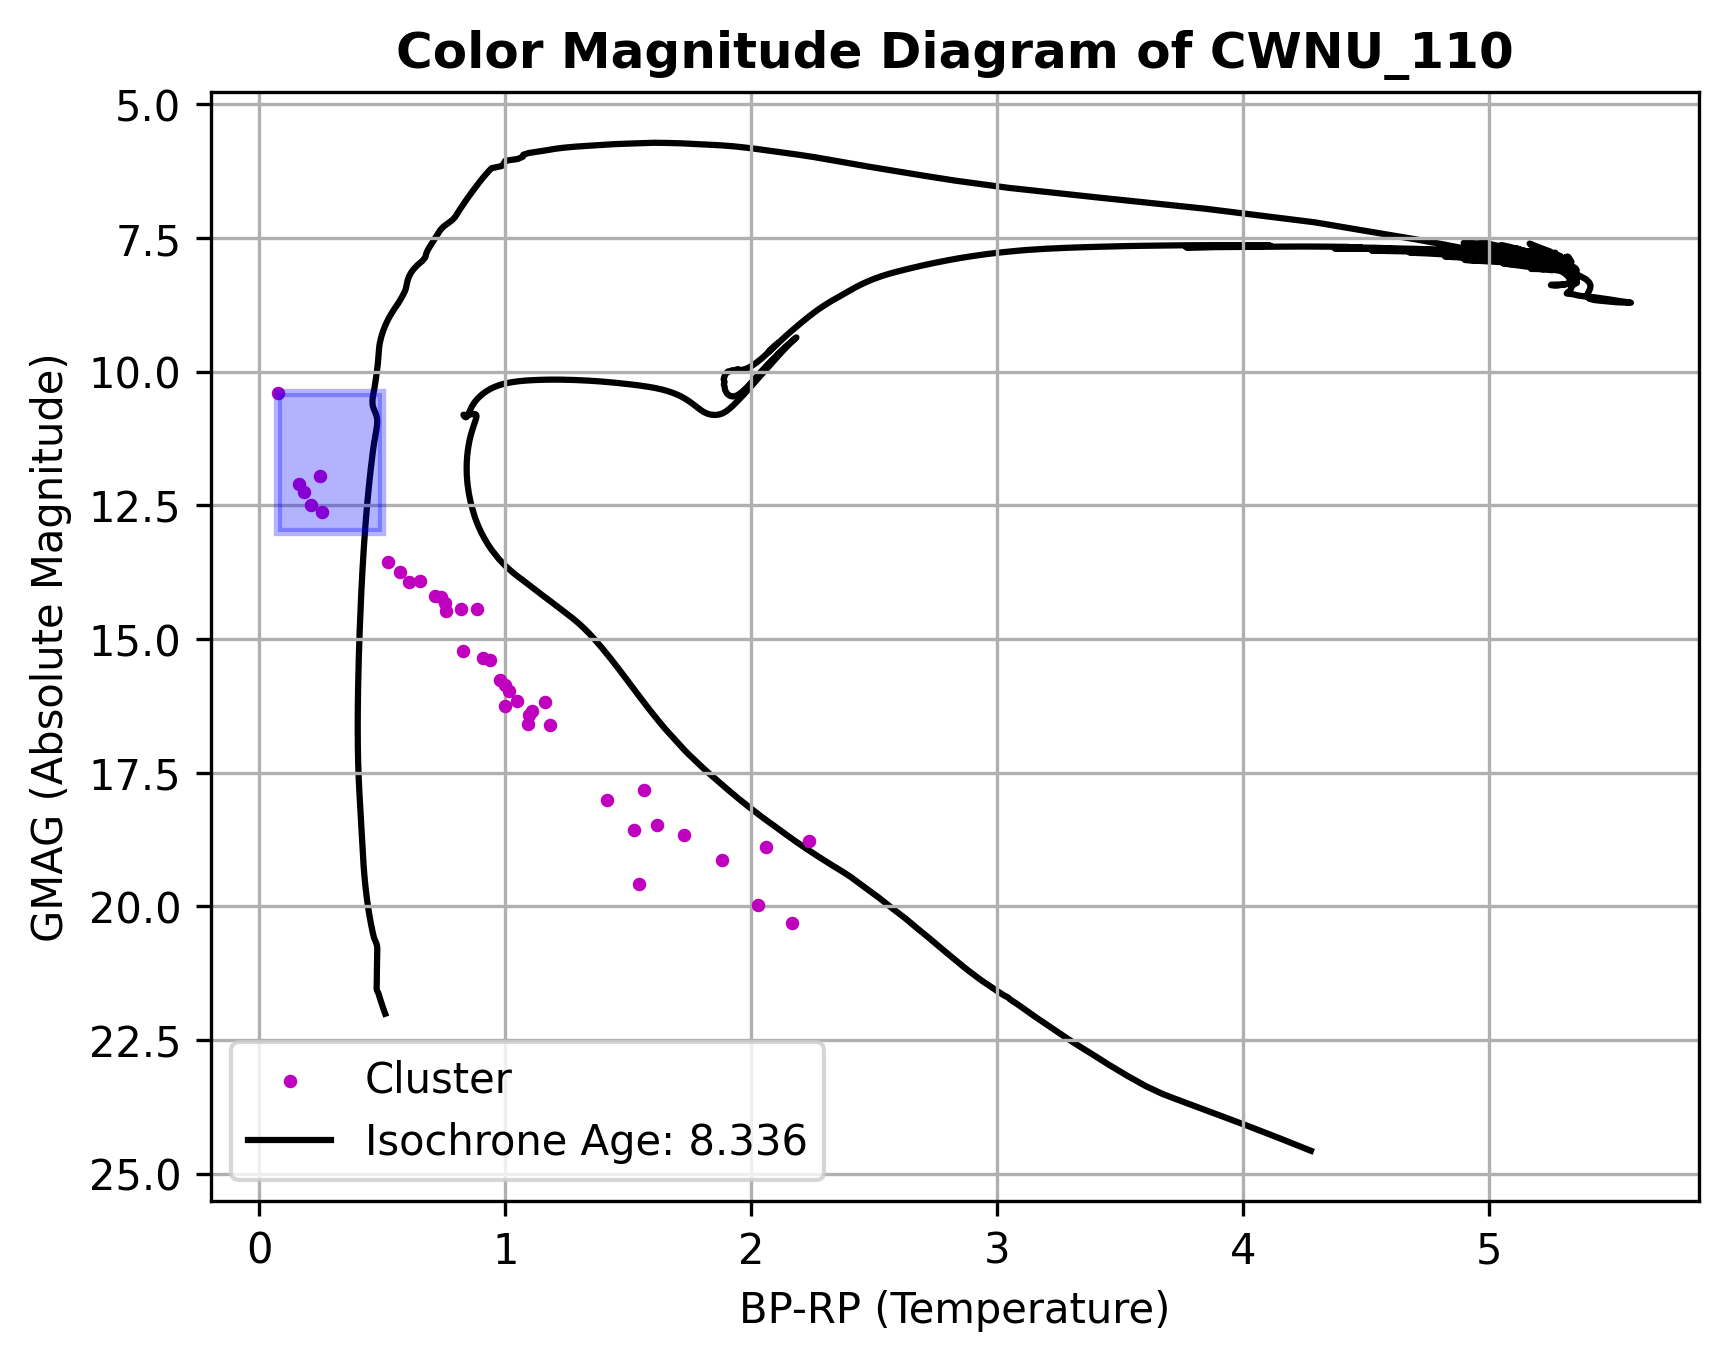 Color Magnitude Diagram of CWNU_110
GMAG (Absolute Magnitude)
5.0
7.5
10.0
12.5
15.0
17.5
20.0
22.5
25.0
Cluster
Isochrone Age: 8.336
0 1 2 3 4 5
BP-RP (Temperature)